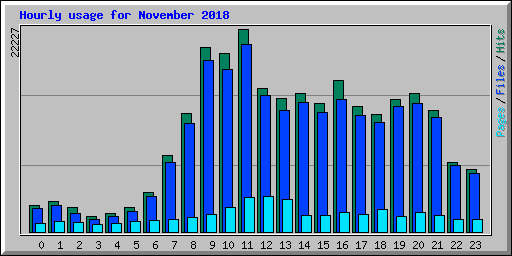 Hourly usage for November 2018
22227
Pages/Files/Hits
0 1 2 3 4 5 6 7 8 9 10 11 12 13 14 15 16 17 18 19 20 21 22 23